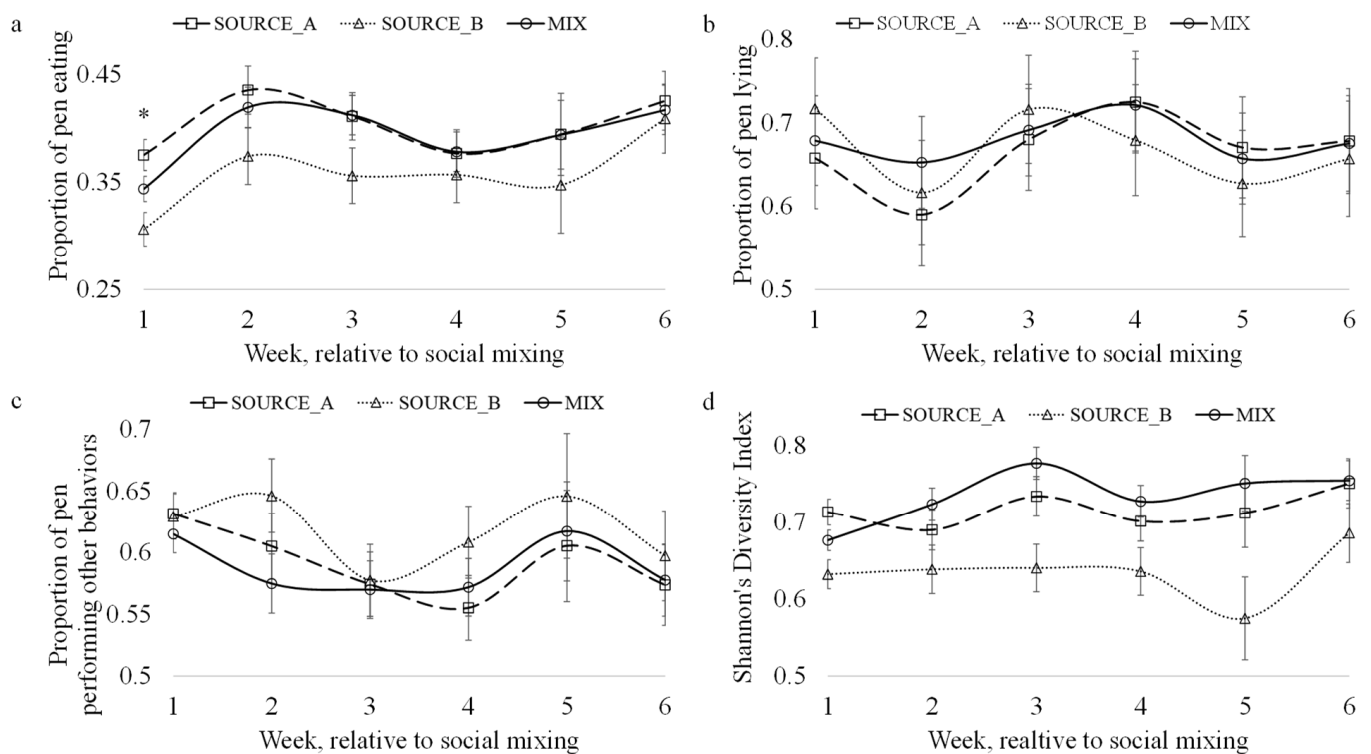 a
SOURCE_A SOURCE_B MIX
Proportion of pen eating
0.45
0.35
0.25
*
1 2 3 4 5 6
Week, relative to social mixing
b
SOURCE_A SOURCE_B MIX
Proportion of pen lying
0.8
0.7
0.6
0.5
1 2 3 4 5 6
Week, relative to social mixing
c
SOURCE_A SOURCE_B MIX
Proportion of pen
performing other behaviors
0.7
0.65
0.6
0.55
0.5
1 2 3 4 5 6
Week, relative to social mixing
d
SOURCE_A SOURCE_B MIX
Shannon's Diversity Index
0.8
0.7
0.6
0.5
1 2 3 4 5 6
Week, realtive to social mixing